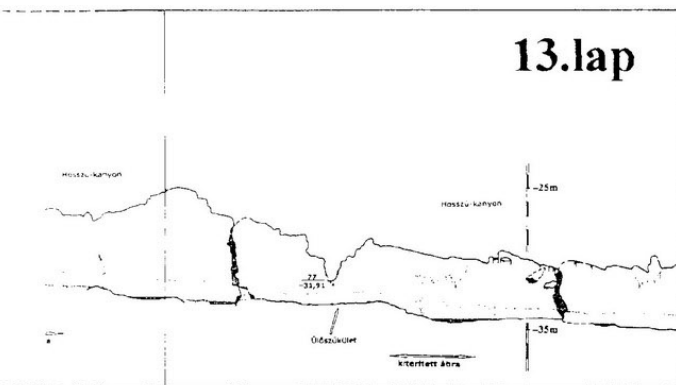 13.lap
Hosszú-kanyon
-25m
Hosszú-kanyon
77
-31,91
Ülőszűkület
-35m
kiterített ábra